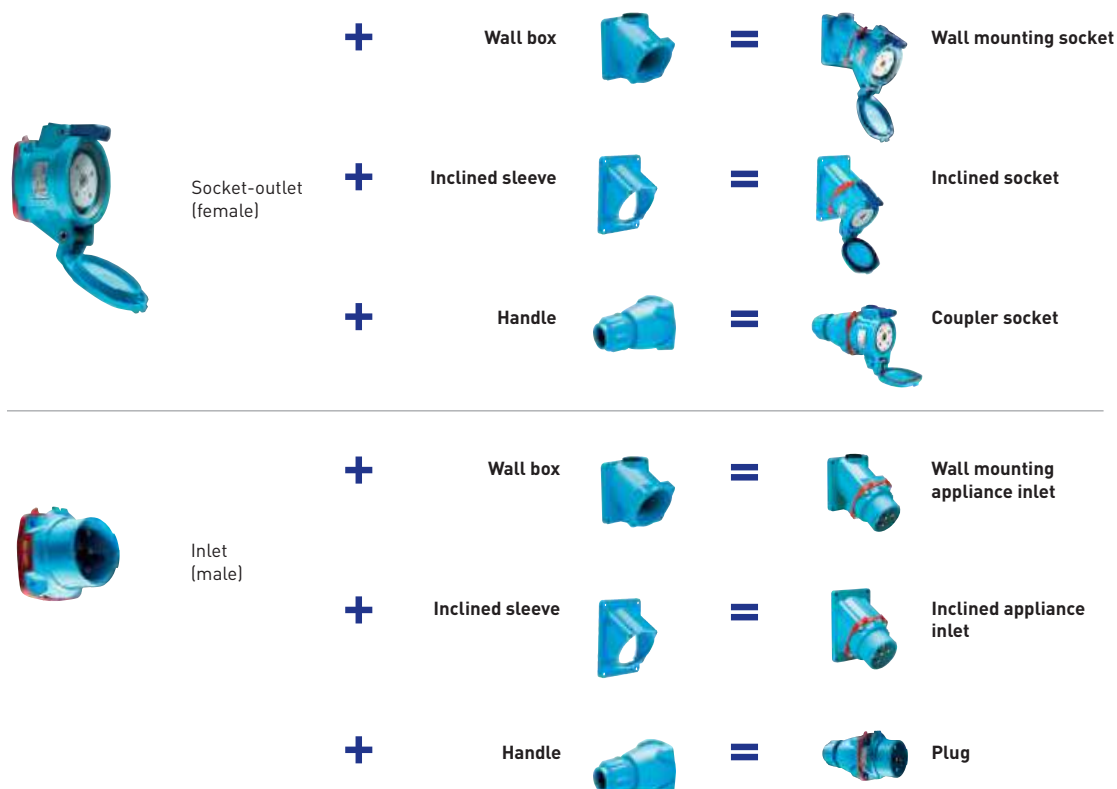 + Wall box = Wall mounting socket
Socket-outlet
(female)
+ Inclined sleeve = Inclined socket
+ Handle = Coupler socket
+ Wall box = Wall mounting
appliance inlet
Inlet
(male)
+ Inclined sleeve = Inclined appliance
inlet
+ Handle = Plug